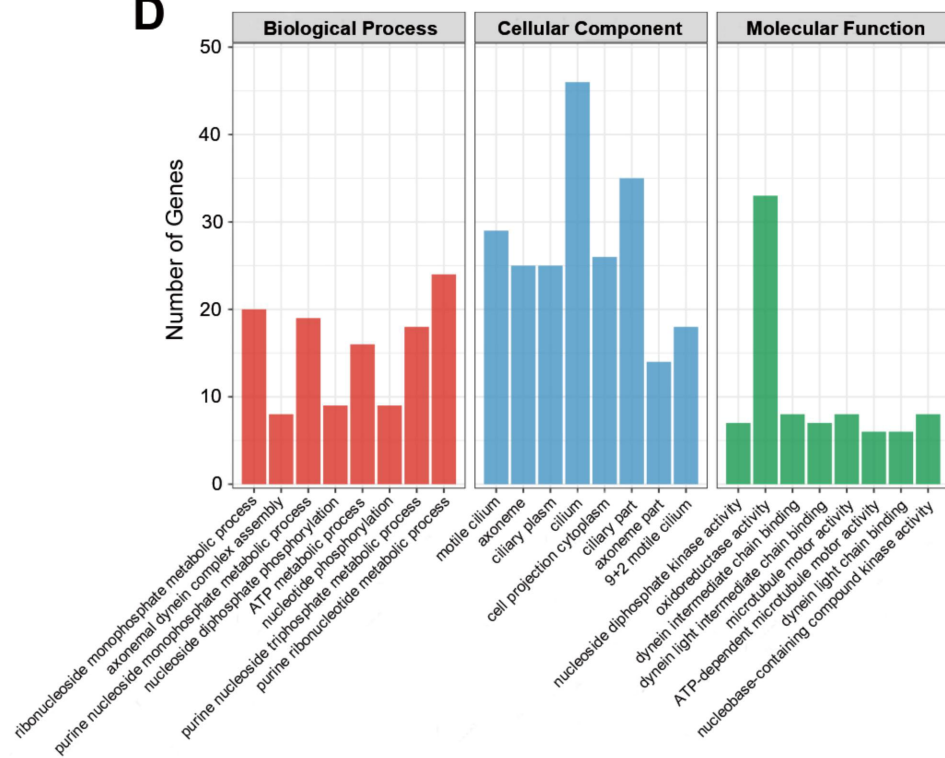 D
Biological Process
Cellular Component
Molecular Function
Number of Genes
50
40
30
20
10
0
ribonucleoside monophosphate metabolic process
axonemal dynein complex assembly
purine nucleoside monophosphate metabolic process
nucleoside diphosphate phosphorylation
ATP metabolic process
nucleotide phosphorylation
purine nucleoside triphosphate metabolic process
purine ribonucleotide metabolic process
motile cilium
axoneme
ciliary plasm
cilium
cell projection cytoplasm
ciliary part
axoneme part
9+2 motile cilium
nucleoside diphosphate kinase activity
oxidoreductase activity
dynein intermediate chain binding
dynein light intermediate chain binding
microtubule motor activity
ATP-dependent microtubule motor activity
dynein light chain binding
nucleobase-containing compound kinase activity